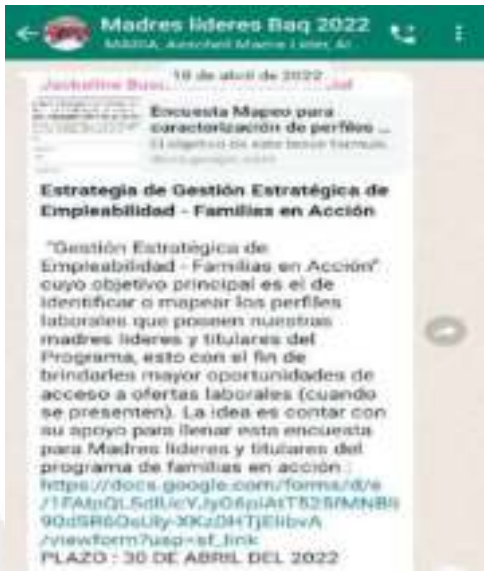 Madres lideres Baq 2022
18 de abril de 2022
Encuesta Mapeo para
caracterización de perfiles ...
El objetivo de este
docs.google.com
Estrategia de Gestión Estratégica de
Empleabilidad - Familias en Acción
"Gestión Estratégica de
Empleabilidad - Familias en Acción"
cuyo objetivo principal es el de
identificar o mapear los perfiles
laborales que poseen nuestras
madres lideres y titulares del
Programa, esto con el fin de
brindarles mayor oportunidades de
acceso a ofertas laborales (cuando
se presenten). La idea es contar con
su apoyo para llenar esta encuesta
para Madres lideres y titulares del
programa de familias en acción :
https://docs.google.com/forms/d/e
/viewform?usp=sf_link
PLAZO : 30 DE ABRIL DEL 2022